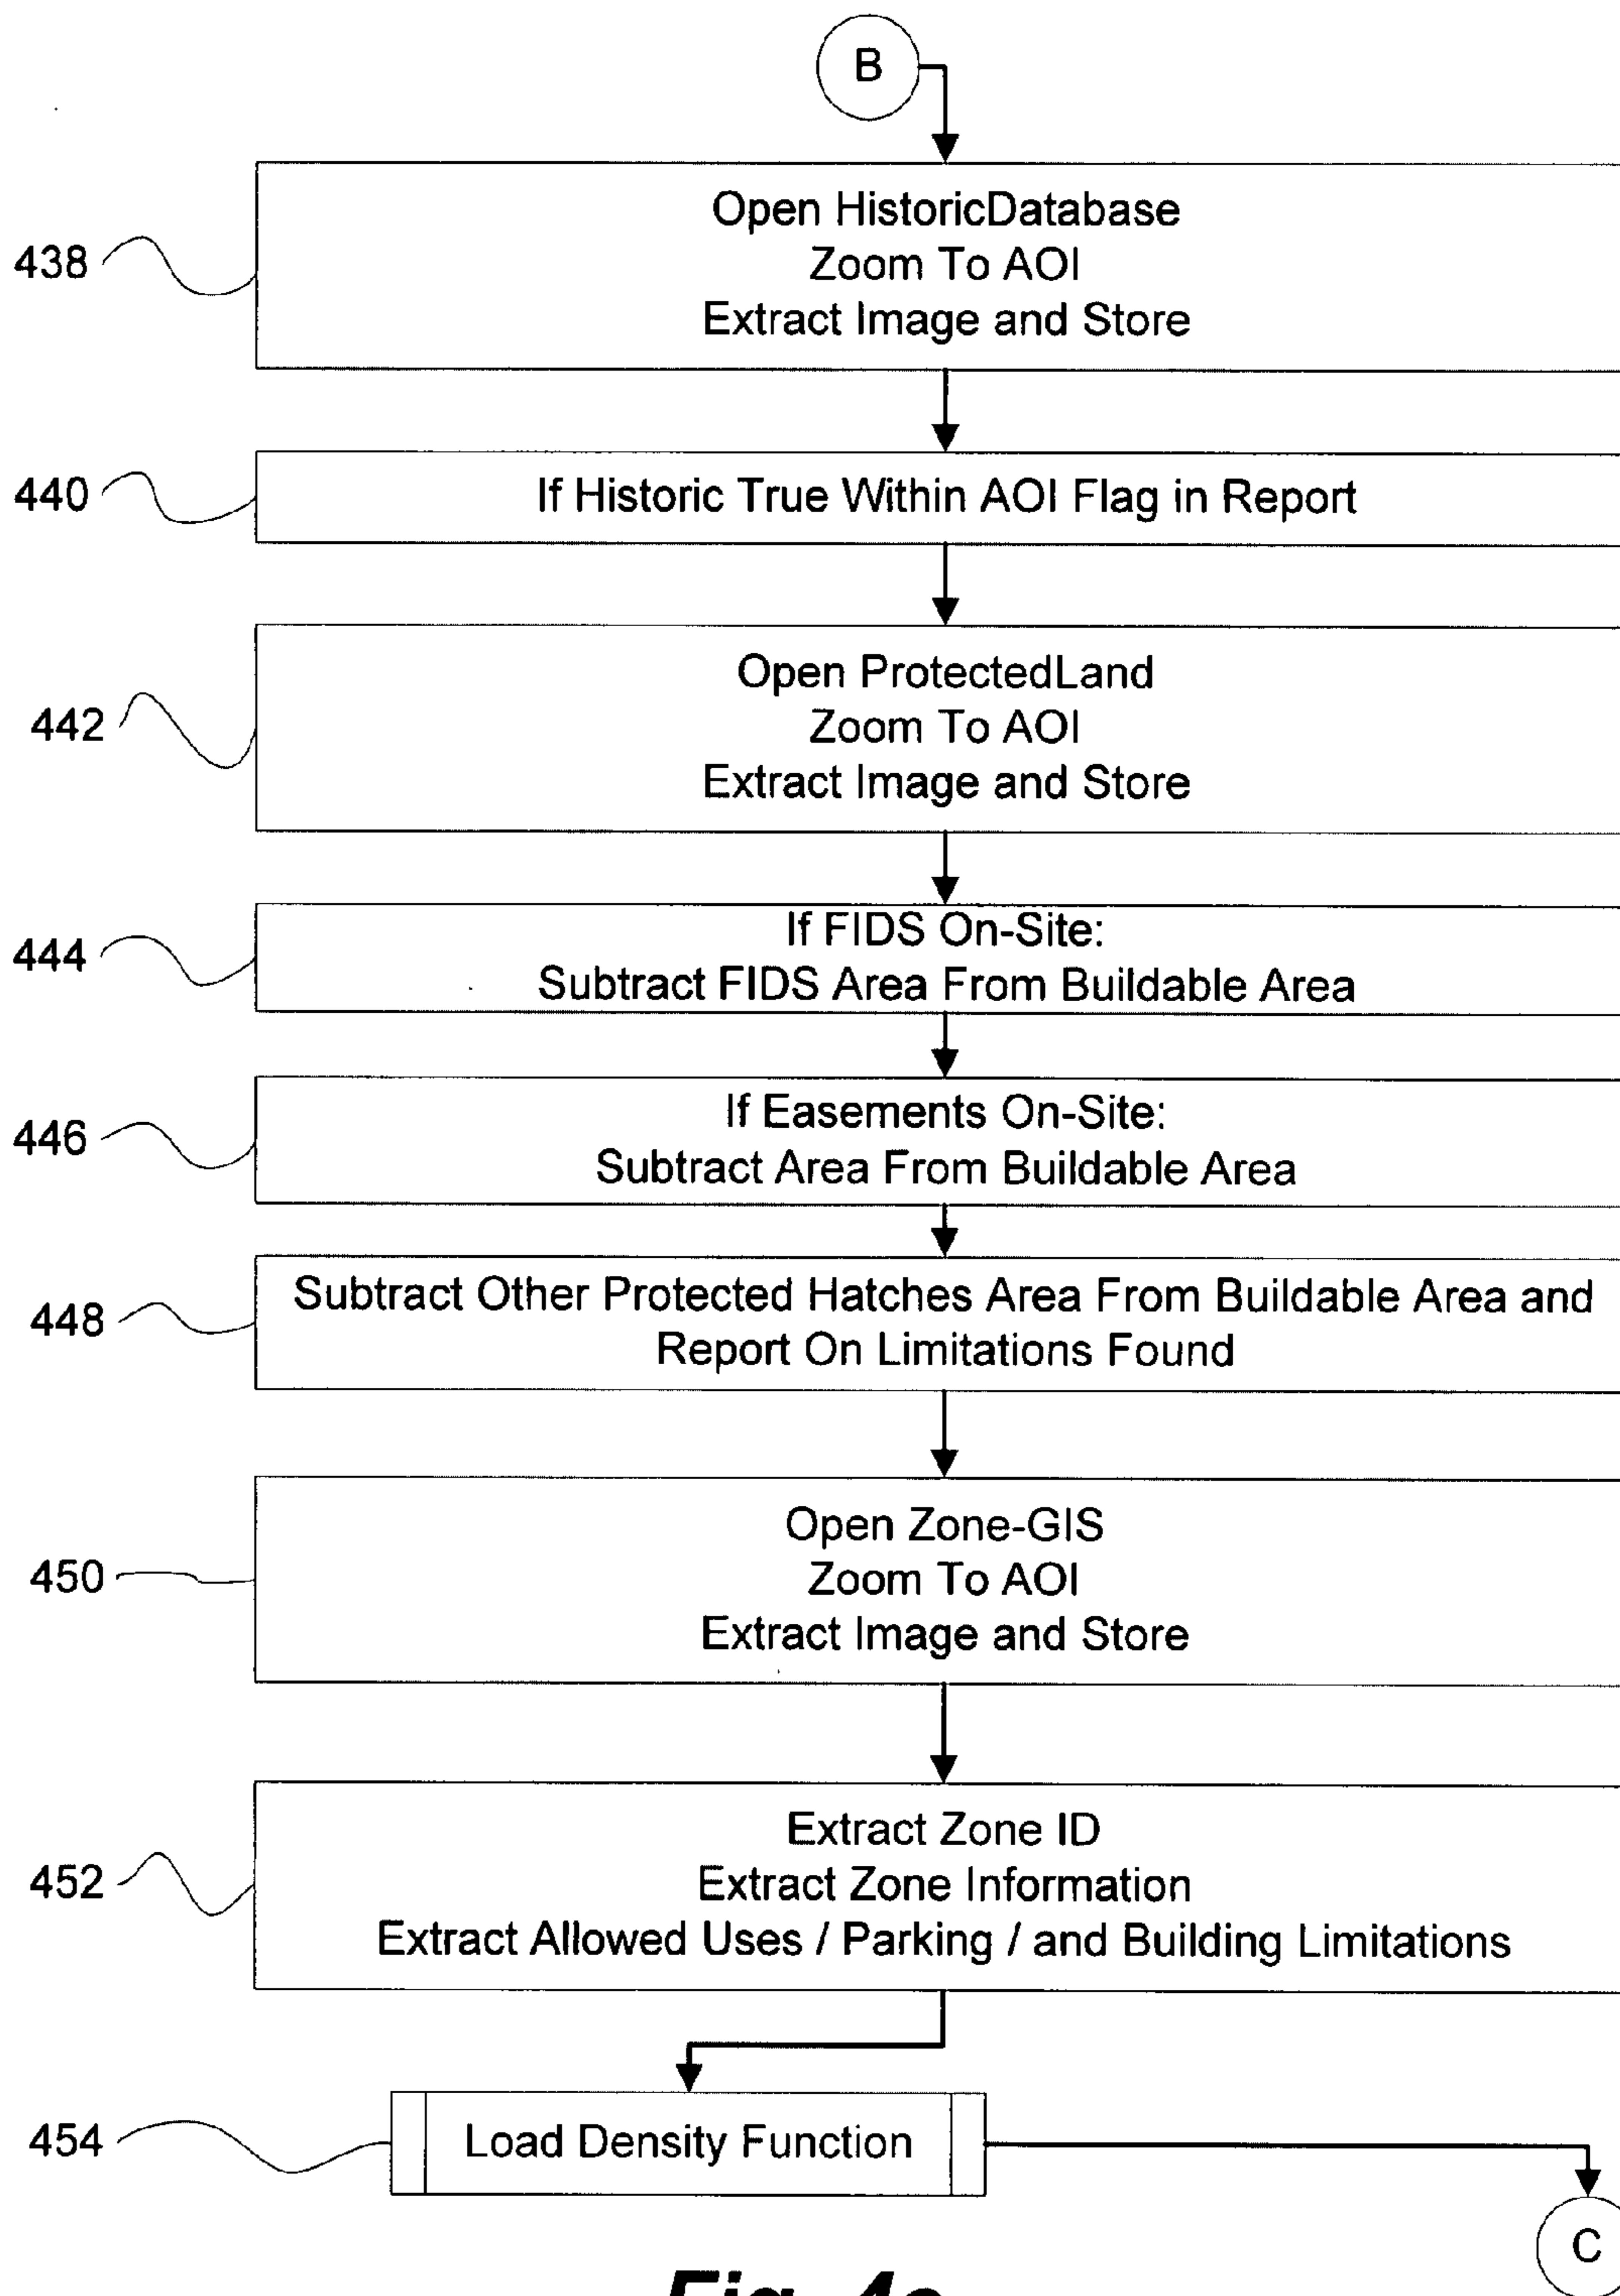 B
438
Open HistoricDatabase
Zoom To AOI
Extract Image and Store
440
If Historic True Within AOI Flag in Report
442
Open ProtectedLand
Zoom To AOI
Extract Image and Store
444
If FIDS On-Site:
Subtract FIDS Area From Buildable Area
446
If Easements On-Site:
Subtract Area From Buildable Area
448
Subtract Other Protected Hatches Area From Buildable Area and
Report On Limitations Found
450
Open Zone-GIS
Zoom To AOI
Extract Image and Store
452
Extract Zone ID
Extract Zone Information
Extract Allowed Uses / Parking / and Building Limitations
454
Load Density Function
C